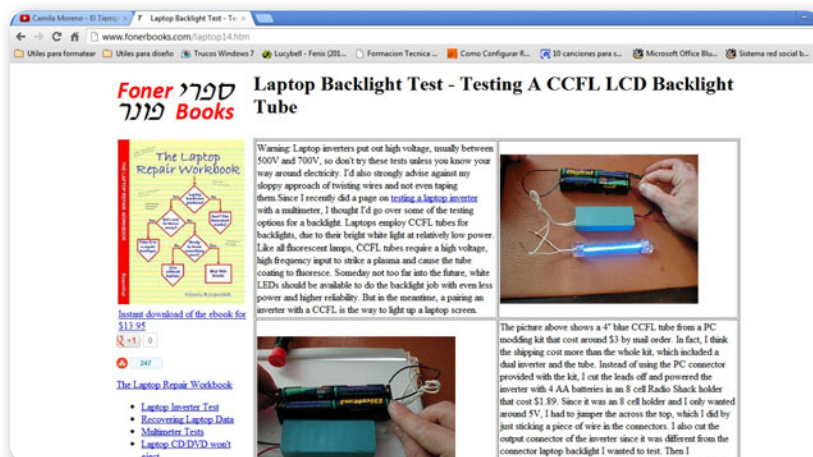 Camila Moreno - El Tiemp
Laptop Backlight Test - Te
www.fonerbooks.com/laptop14.htm
Utiles para formatear
Utiles para diseño
Trucos Windows 7
Lucybell - Fenis (201...
Formacion Tecnica ...
Como Configurar R...
10 canciones para s...
Microsoft Office Blu...
Sistema red social b...
Foner ספרי
פונר Books
Laptop Backlight Test - Testing A CCFL LCD Backlight
Tube
The Laptop
Repair Workbook
Instant download of the ebook for
$13.95
+1 0
247
The Laptop Repair Workbook
Laptop Inverter Test
Recovering Laptop Data
Multimeter Tests
Laptop CD/DVD won't
eject
Warning: Laptop inverters put out high voltage, usually between
500V and 700V, so don't try these tests unless you know your
way around electricity. I'd also strongly advise against my
sloppy approach of twisting wires and not even taping
them.Since I recently did a page on testing a laptop inverter
with a multimeter, I thought I'd go over some of the testing
options for a backlight. Laptops employ CCFL tubes for
backlights, due to their bright white light at relatively low power.
Like all fluorescent lamps, CCFL tubes require a high voltage,
high frequency input to strike a plasma and cause the tube
coating to fluoresce. Someday not too far into the future, white
LEDs should be available to do the backlight job with even less
power and higher reliability. But in the meantime, a pairing an
inverter with a CCFL is the way to light up a laptop screen.
The picture above shows a 4" blue CCFL tube from a PC
modding kit that cost around $3 by mail order. In fact, I think
the shipping cost more than the whole kit, which included a
dual inverter and the tube. Instead of using the PC connector
provided with the kit, I cut the leads off and powered the
inverter with 4 AA batteries in an 8 cell Radio Shack holder
that cost $1.89. Since it was an 8 cell holder and I only wanted
around 5V, I had to jumper the across the top, which I did by
just sticking a piece of wire in the connectors. I also cut the
output connector of the inverter since it was different from the
connector laptop backlight I wanted to test. Then I